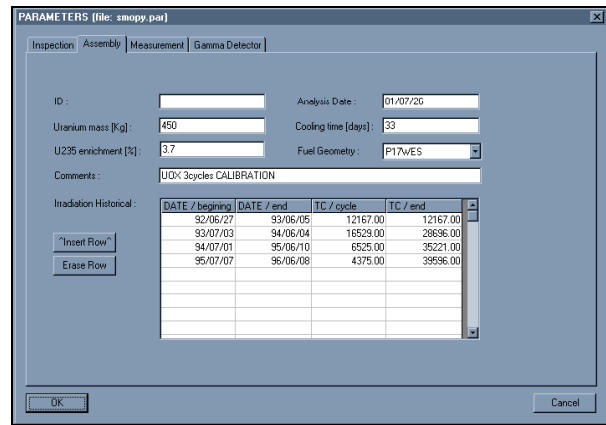 PARAMETERS (file: smopy.par)
Inspection Assembly Measurement Gamma Detector
ID : Analysis Date : 01/07/2G
Uranium mass [Kg] : 450 Cooling time [days] : 33
U235 enrichment [%] : 3.7 Fuel Geometry : P17WES
Comments : UOX 3cycles CALIBRATION
Irradiation Historical : DATE / begining DATE / end TC / cycle TC / end
92/06/27 93/06/05 12167.00 12167.00
93/07/03 94/06/04 16529.00 28696.00
^Insert Row^ 94/07/01 95/06/10 6525.00 35221.00
Erase Row 95/07/07 96/06/08 4375.00 39596.00
OK Cancel